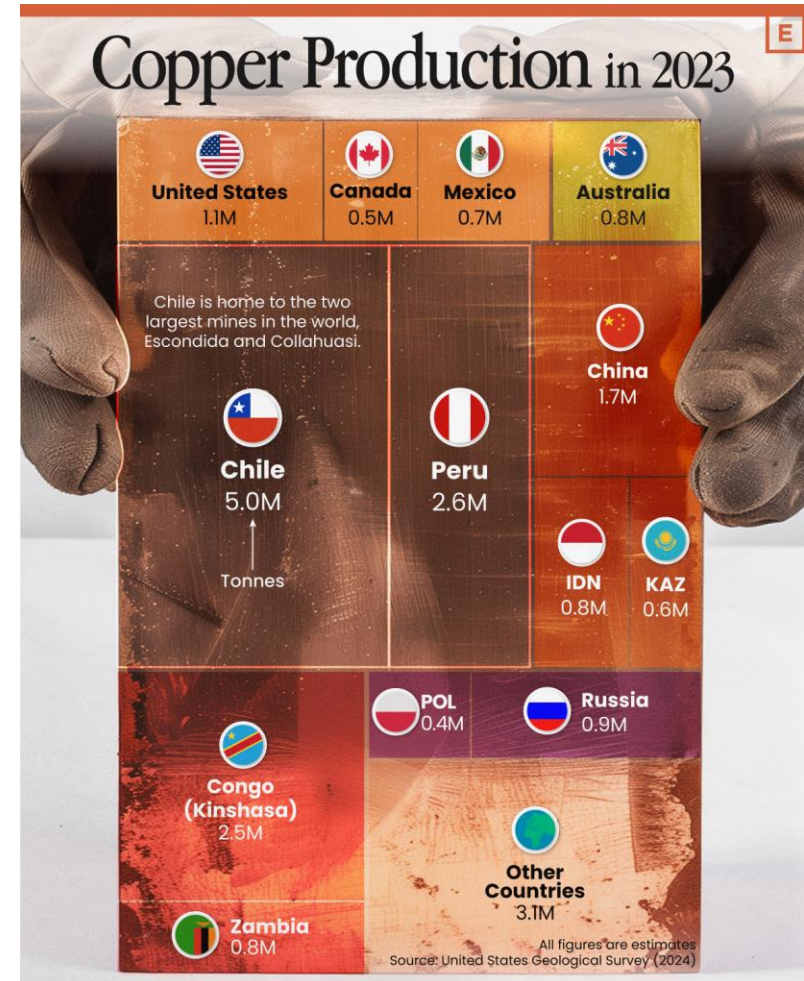 E
Copper Production in 2023
United States
1.1M
Canada
0.5M
Mexico
0.7M
Australia
0.8M
Chile is home to the two
largest mines in the world,
Escondida and Collahuasi.
Chile
5.0M
Tonnes
Peru
2.6M
China
1.7M
IDN
0.8M
KAZ
0.6M
Congo
(Kinshasa)
2.5M
Zambia
0.8M
POL
0.4M
Russia
0.9M
Other
Countries
3.1M
All figures are estimates
Source: United States Geological Survey (2024)